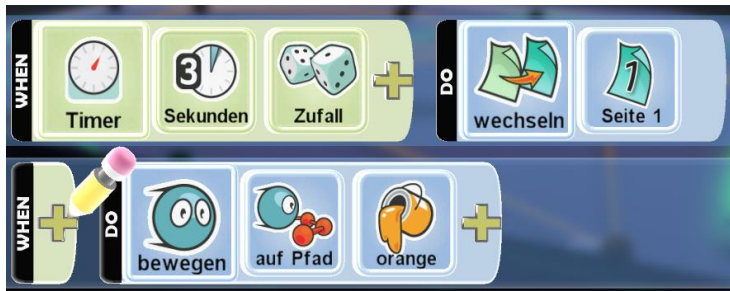 WHEN Timer 3 Sekunden Zufall DO wechseln 1 Seite 1
WHEN DO bewegen auf Pfad orange